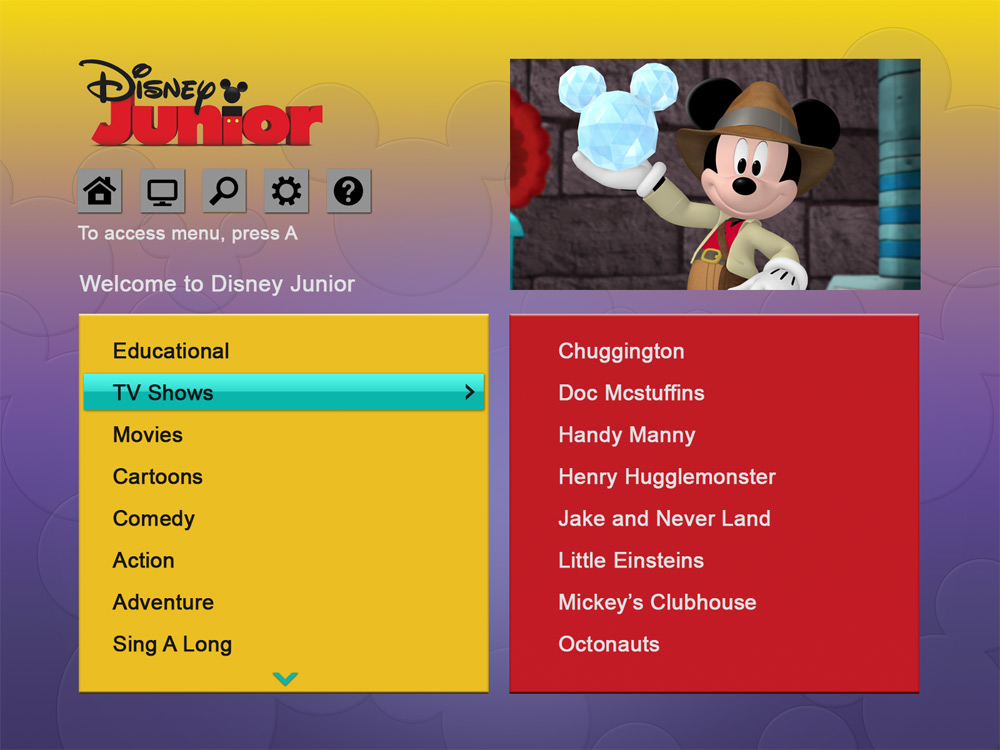 Disney
Junior
?
To access menu, press A
Welcome to Disney Junior
Educational
TV Shows
Movies
Cartoons
Comedy
Action
Adventure
Sing A Long
Chuggington
Doc Mcstuffins
Handy Manny
Henry Hugglemonster
Jake and Never Land
Little Einsteins
Mickey’s Clubhouse
Octonauts